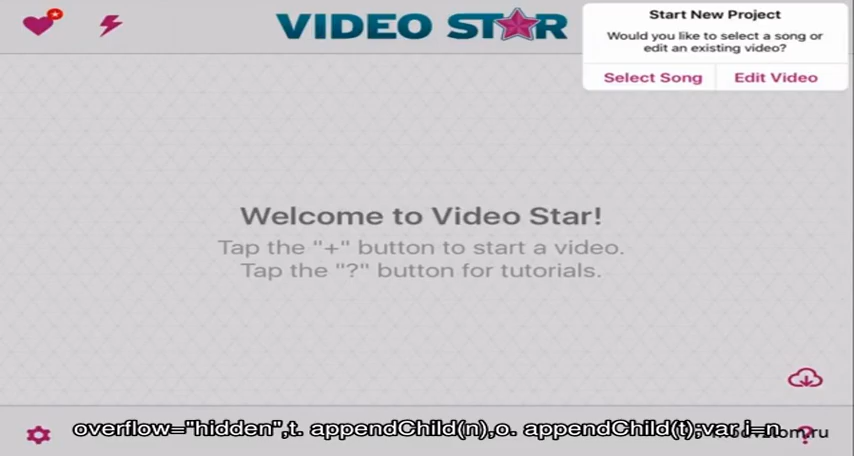 VIDEO STAR
Start New Project
Would you like to select a song or
edit an existing video?
Select Song
Edit Video
Welcome to Video Star!
Tap the "+" button to start a video.
Tap the "?" button for tutorials.
overflow="hidden",t. appendChild(n),o. appendChild(t);var i=n